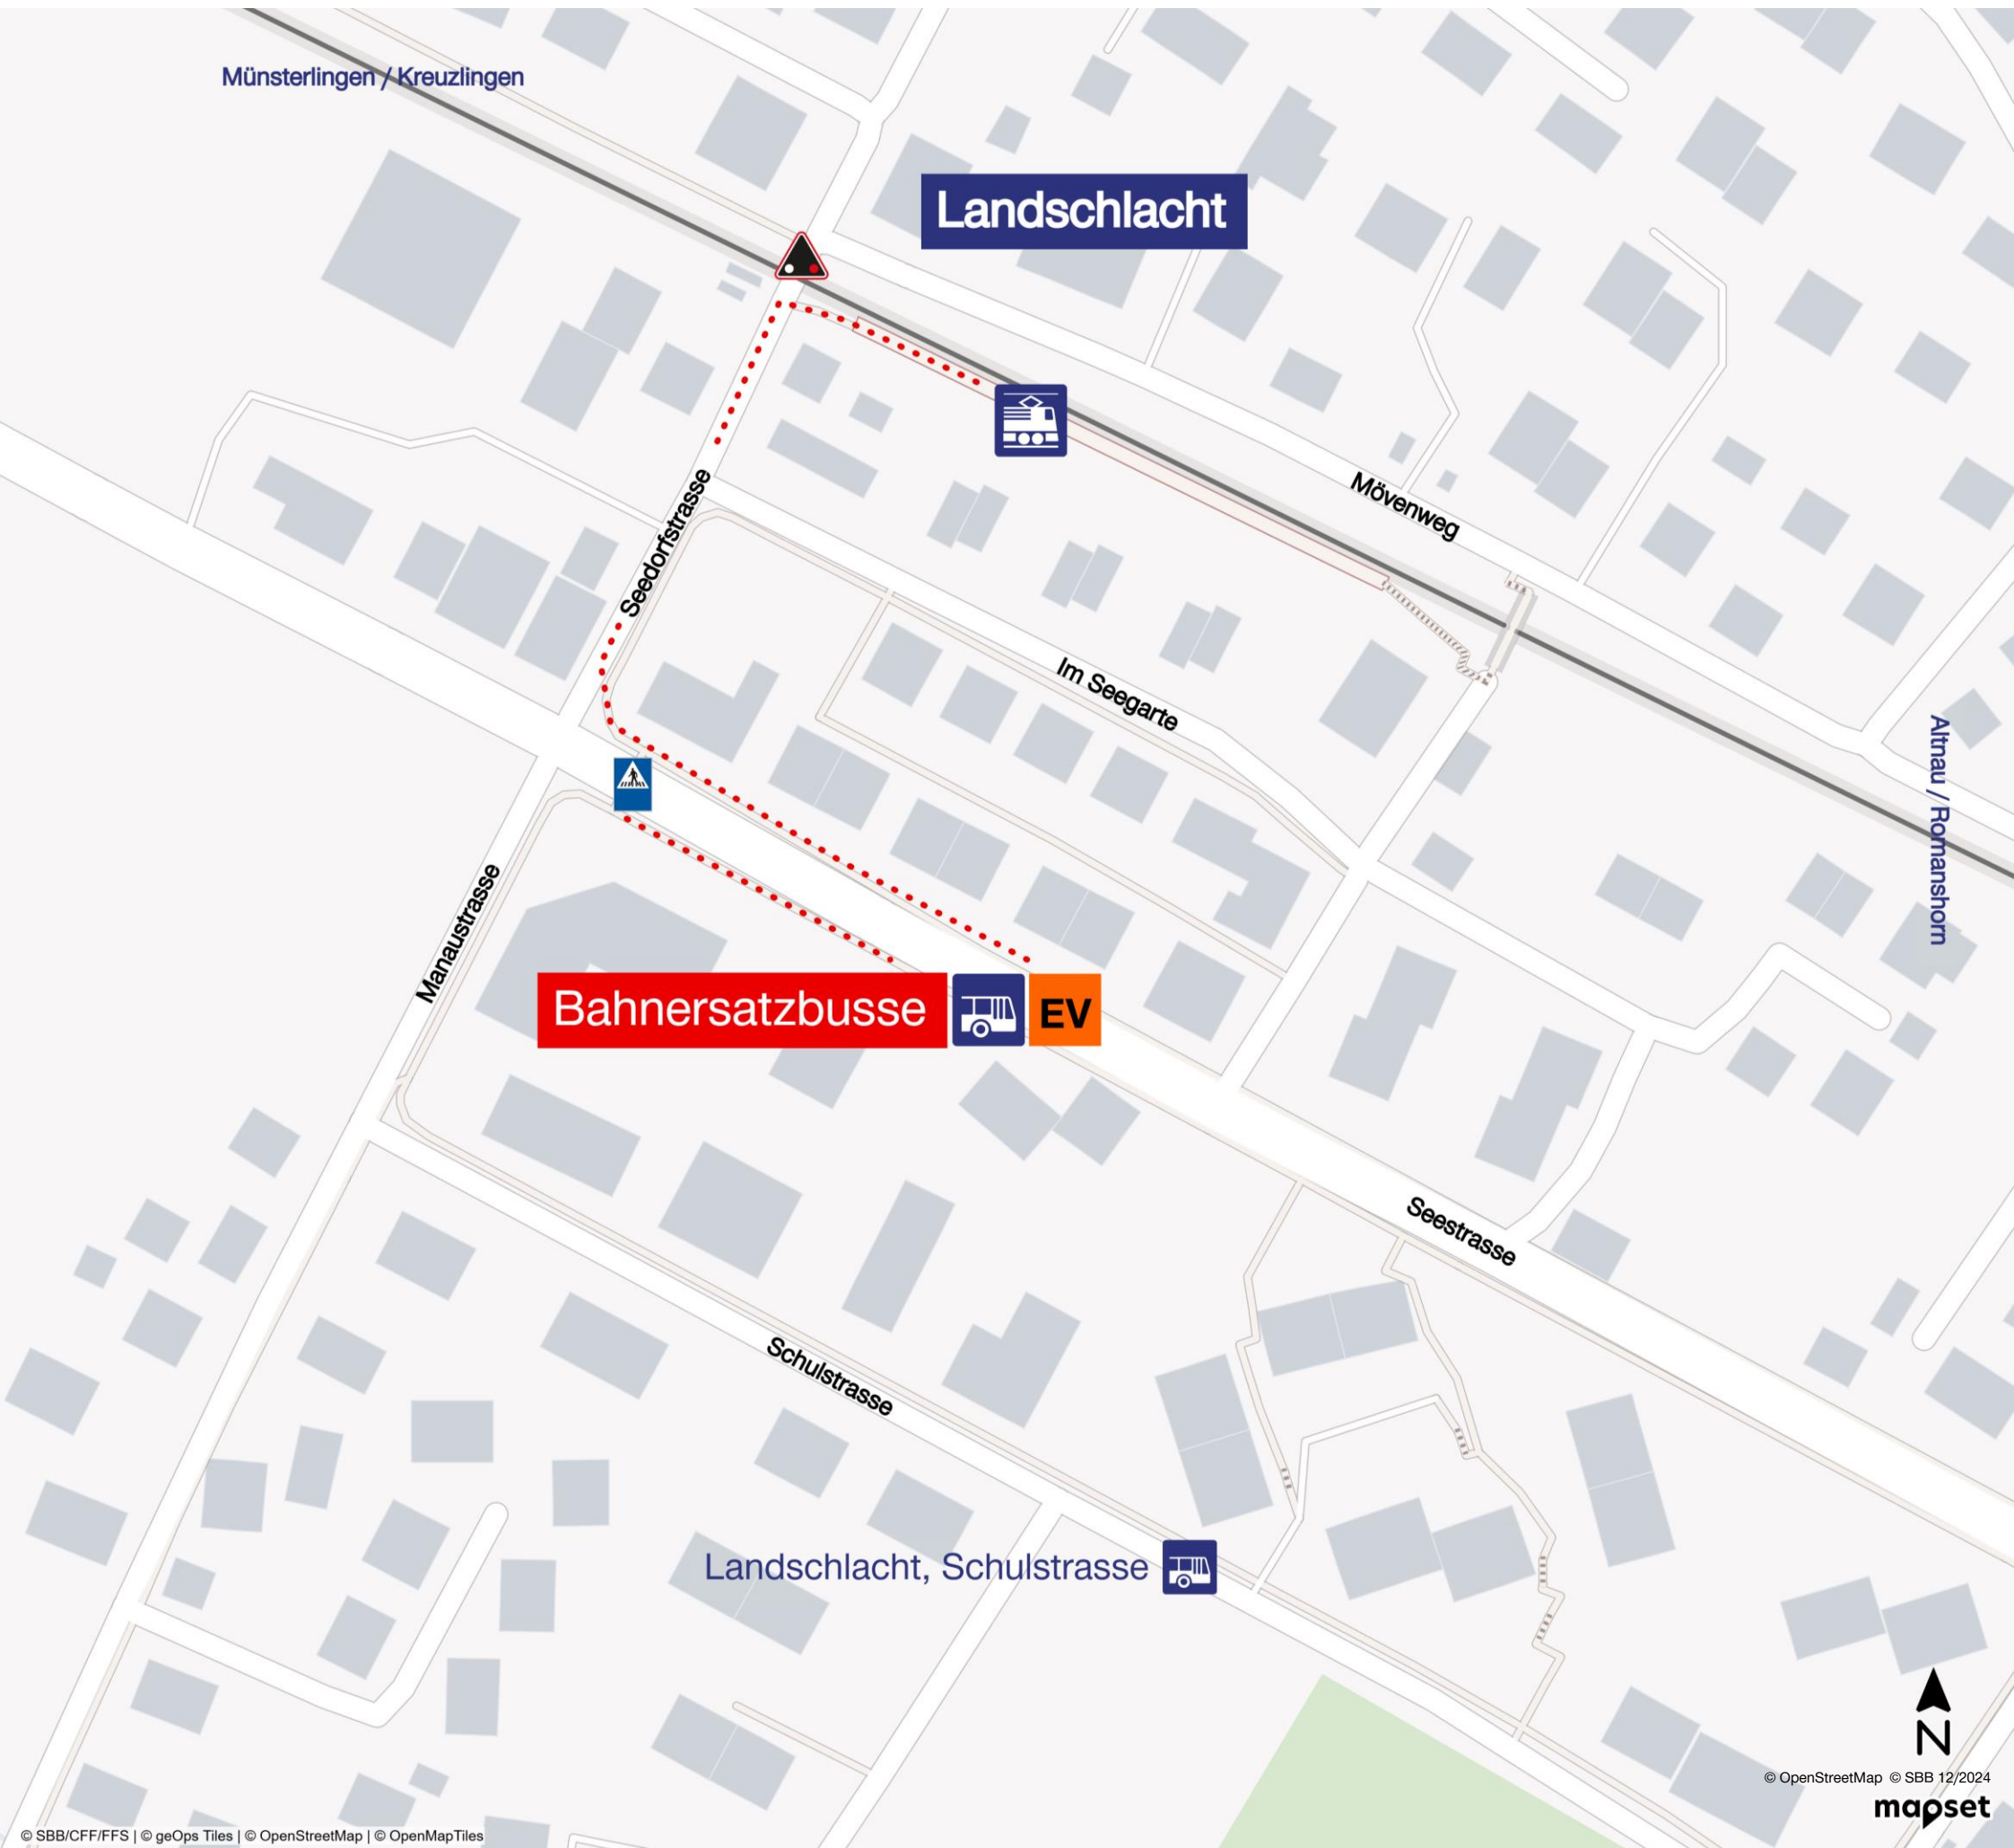 Münsterlingen / Kreuzlingen
Landschlacht
Mövenweg
Seedorfstrasse
Im Seegarte
Altnau / Romanshorn
Manaustrasse
Bahnersatzbusse
EV
Seestrasse
Schulstrasse
Landschlacht, Schulstrasse
N
© OpenStreetMap © SBB 12/2024
mapset
© SBB/CFF/FFS | © geOps Tiles | © OpenStreetMap | © OpenMapTiles